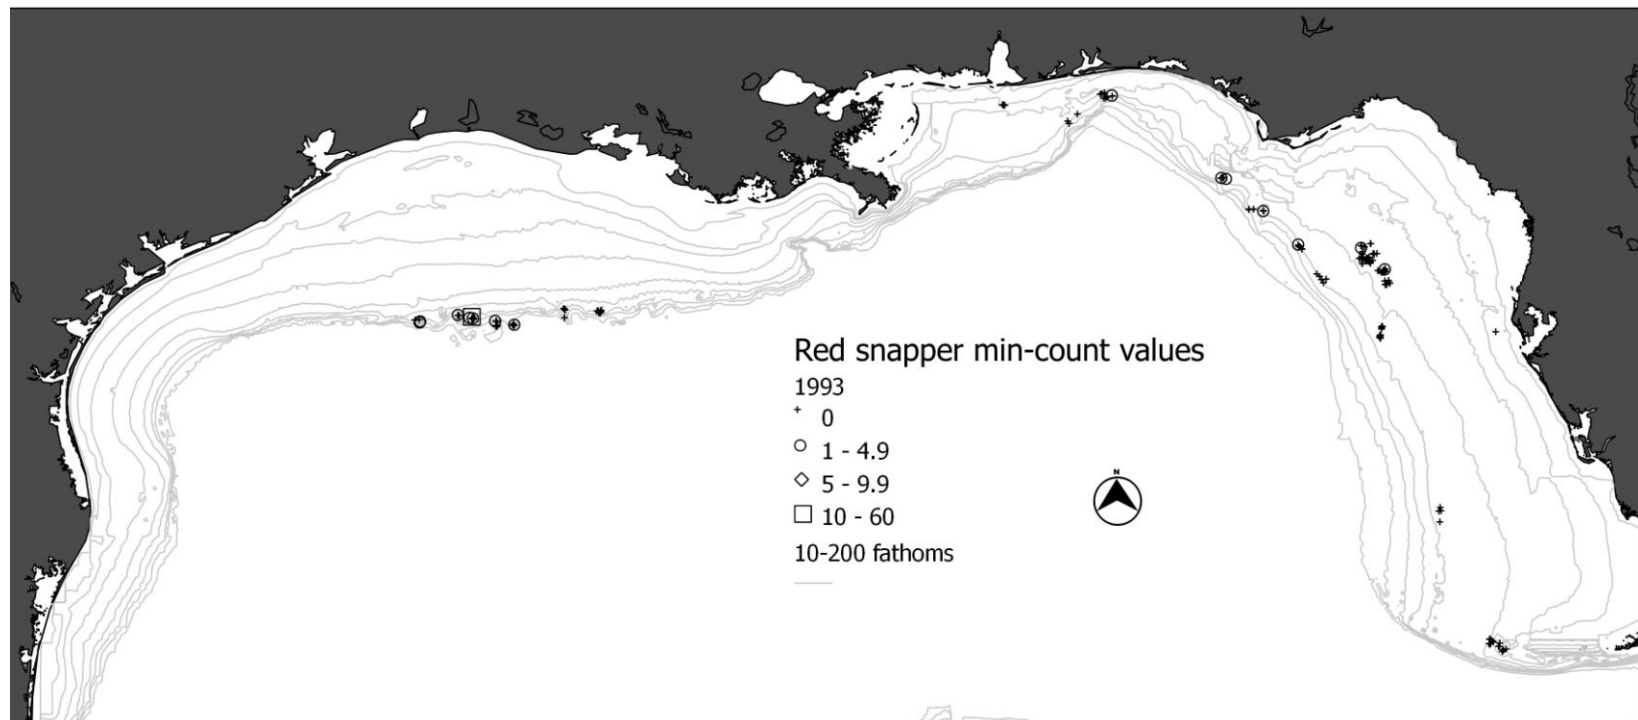 Red snapper min-count values
1993
0
1 - 4.9
5 - 9.9
10 - 60
10-200 fathoms
N